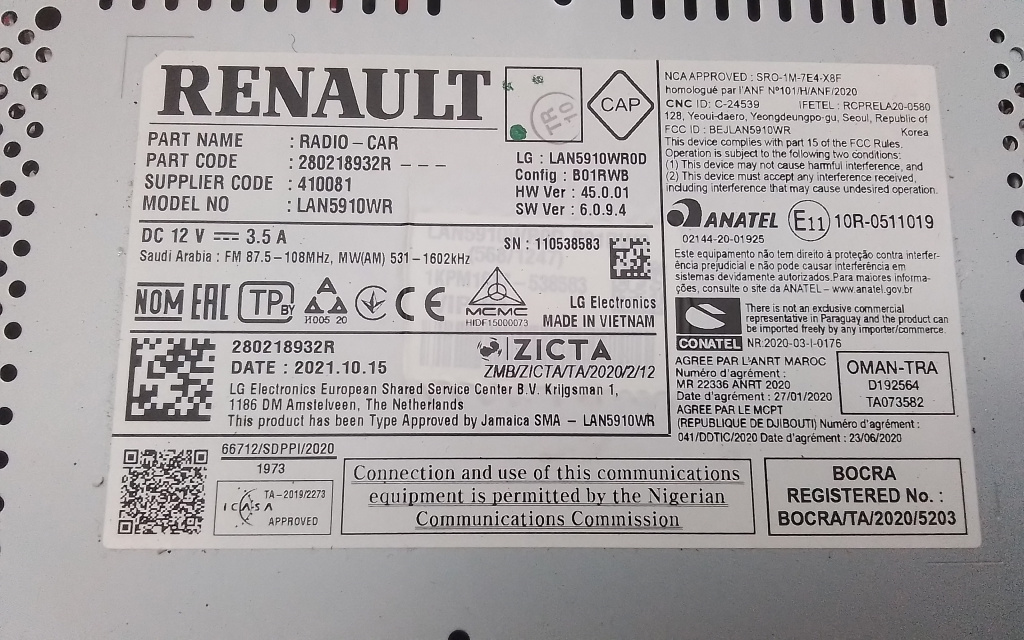 RENAULT
TR
10
CAP
PART NAME : RADIO-CAR
PART CODE : 280218932R - - -
SUPPLIER CODE : 410081
MODEL NO : LAN5910WR
LG : LAN5910WR0D
Config : B01RWB
HW Ver : 45.0.01
SW Ver : 6.0.9.4
DC 12 V 3.5 A
Saudi Arabia : FM 87.5-108MHz, MW(AM) 531-1602kHz
SN : 110538583
NOM EAC TP BY
И005 20
CE
MCMC
HIDF15000073
LG Electronics
MADE IN VIETNAM
280218932R
DATE : 2021.10.15
ZICTA
ZMB/ZICTA/TA/2020/2/12
LG Electronics European Shared Service Center B.V. Krijgsman 1,
1186 DM Amstelveen, The Netherlands
This product has been Type Approved by Jamaica SMA - LAN5910WR
NCA APPROVED : SRO-1M-7E4-X8F
homologué par l'ANF N°101/H/ANF/2020
CNC ID: C-24539 IFETEL : RCPRELA20-0580
128, Yeoui-daero, Yeongdeungpo-gu, Seoul, Republic of
FCC ID : BEJLAN5910WR Korea
This device complies with part 15 of the FCC Rules.
Operation is subject to the following two conditions:
(1) This device may not cause harmful interference, and
(2) This device must accept any interference received,
including interference that may cause undesired operation.
ANATEL E11 10R-0511019
02144-20-01925
Este equipamento não tem direito à proteção contra interfer-
ência prejudicial e não pode causar interferência em
sistemas devidamente autorizados. Para maiores informa-
ções, consulte o site da ANATEL – www.anatel.gov.br
There is not an exclusive commercial
representative in Paraguay and the product can
be imported freely by any importer/commerce.
CONATEL NR.2020-03-I-0176
AGREE PAR L'ANRT MAROC
Numéro d'agrément :
MR 22336 ANRT 2020
Date d'agrément : 27/01/2020
AGREE PAR LE MCPT
(REPUBLIQUE DE DJIBOUTI) Numéro d'agrément :
041/DDTIC/2020 Date d'agrément : 23/06/2020
OMAN-TRA
D192564
TA073582
66712/SDPPI/2020
1973
ICASA
TA-2019/2273
APPROVED
Connection and use of this communications
equipment is permitted by the Nigerian
Communications Commission
BOCRA
REGISTERED No. :
BOCRA/TA/2020/5203